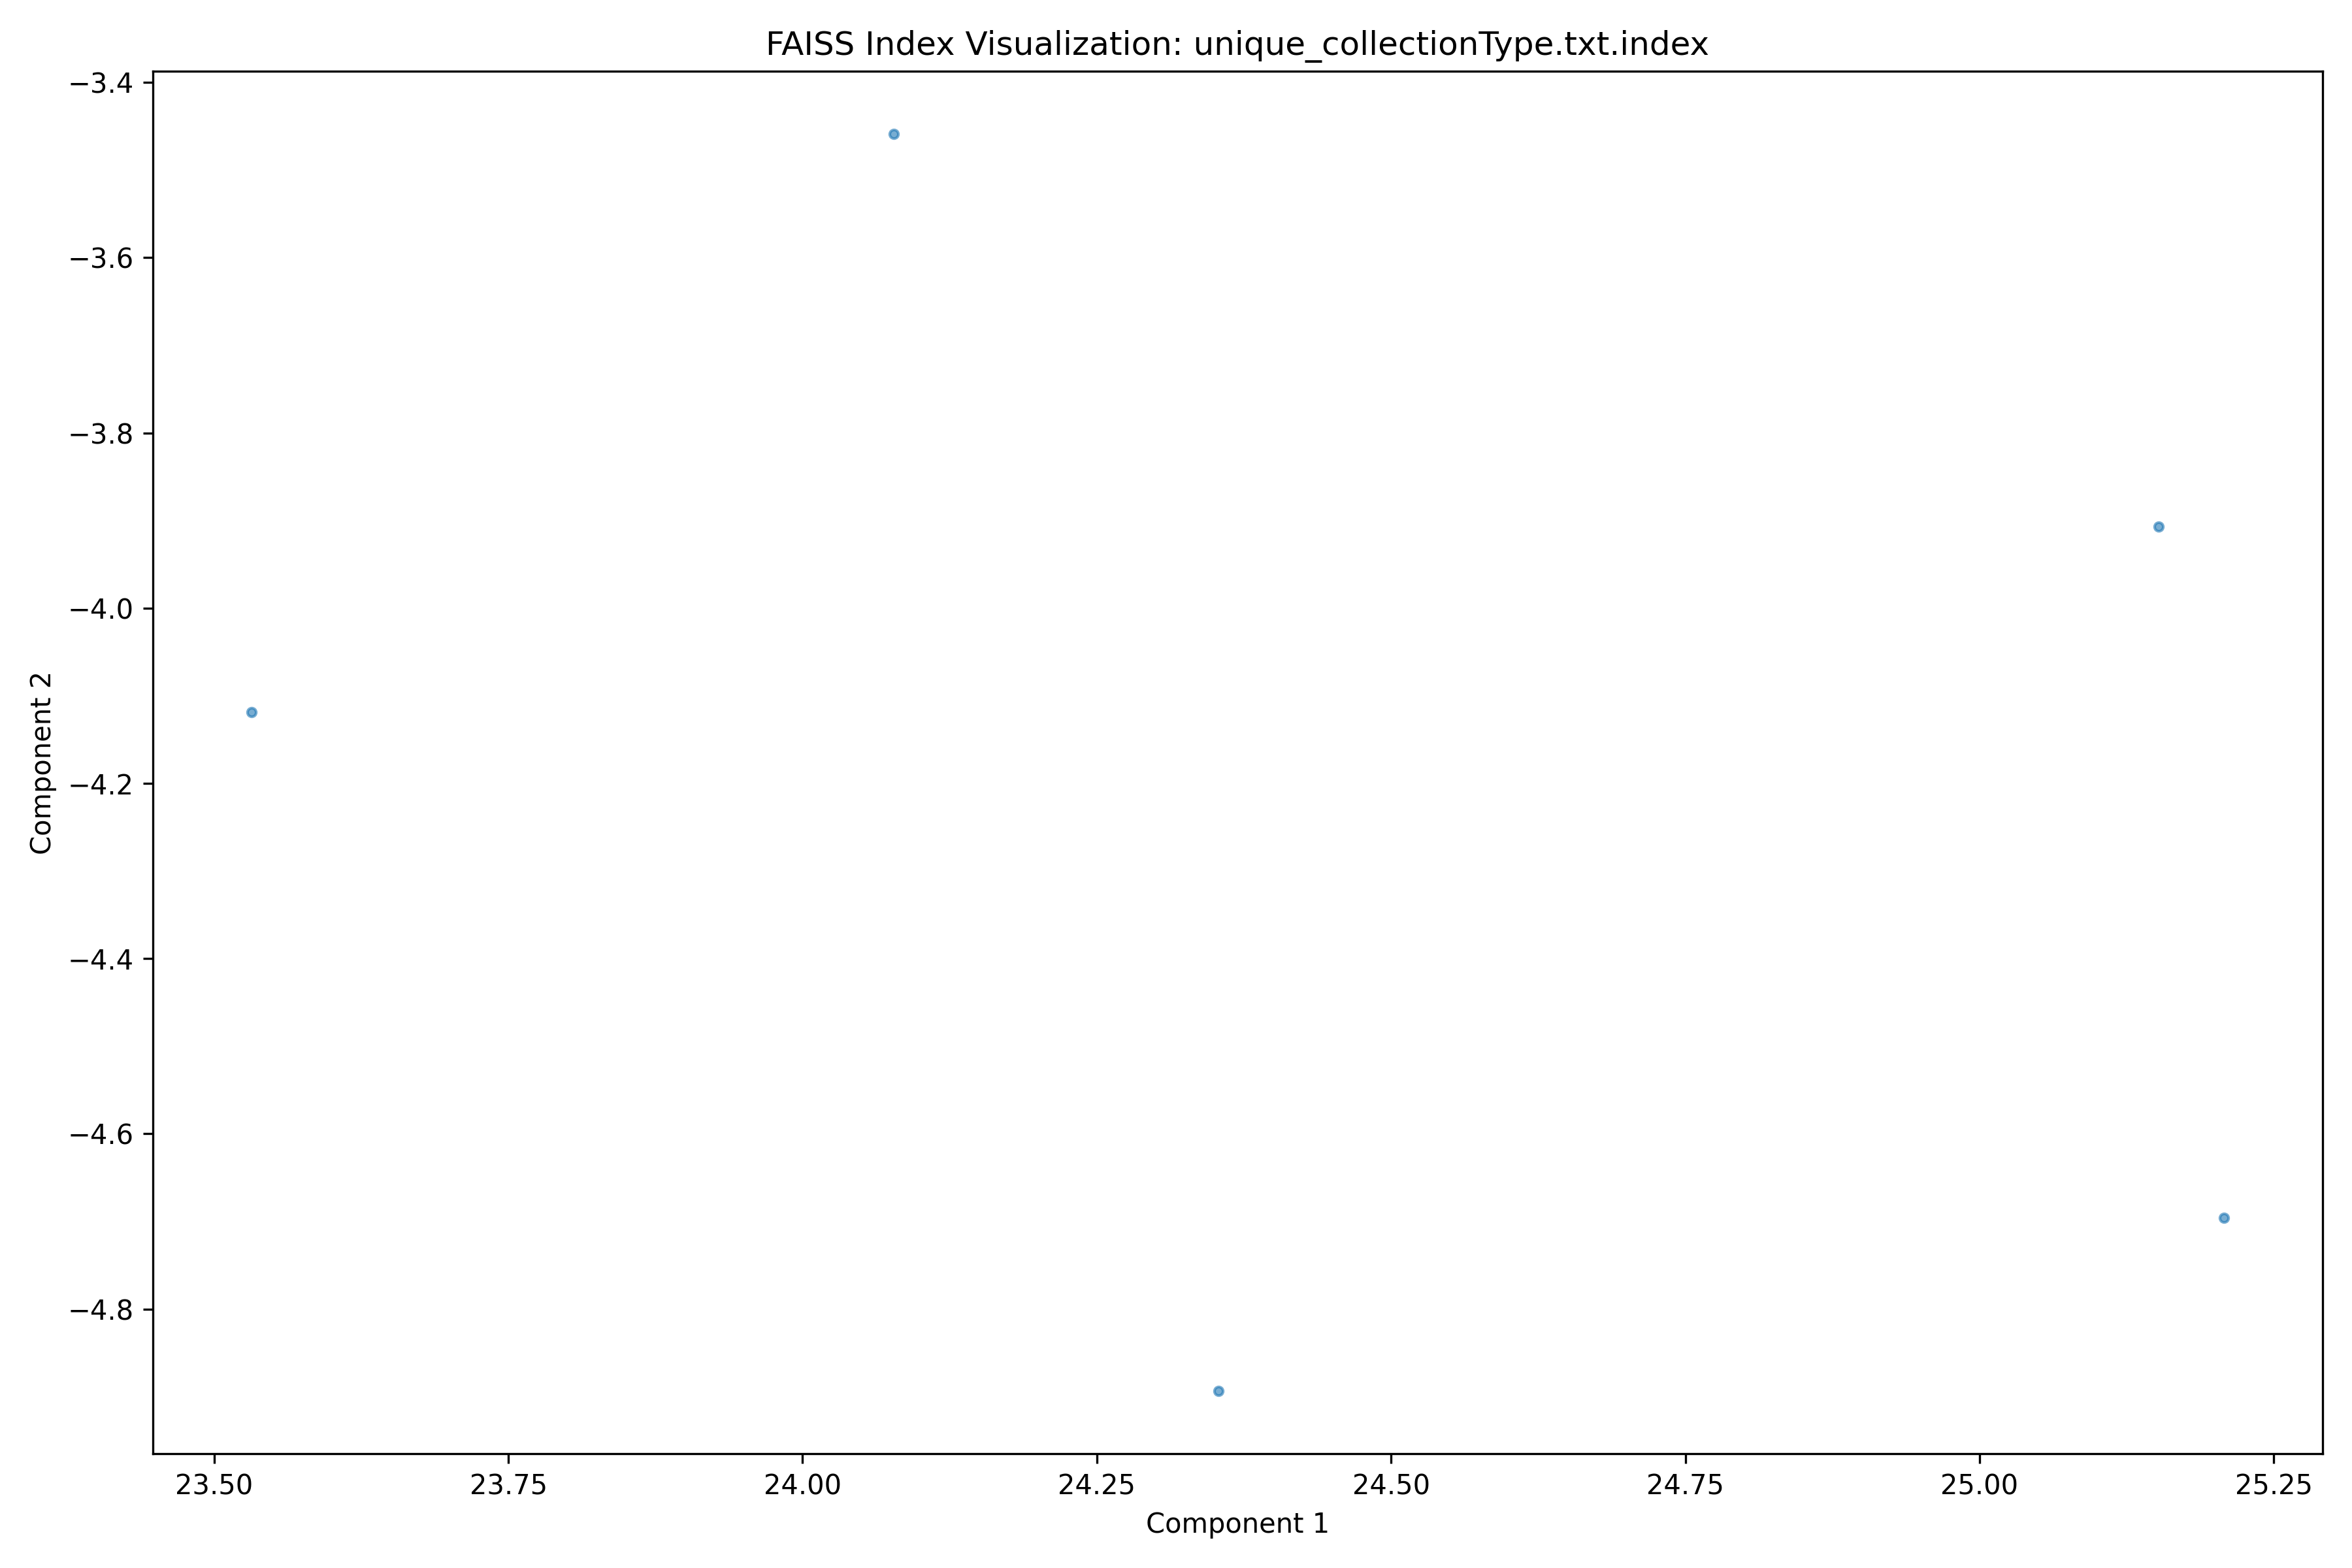 FAISS Index Visualization: unique_collectionType.txt.index
−3.4
−3.6
−3.8
−4.0
−4.2
−4.4
−4.6
−4.8
Component 2
23.50 23.75 24.00 24.25 24.50 24.75 25.00 25.25
Component 1